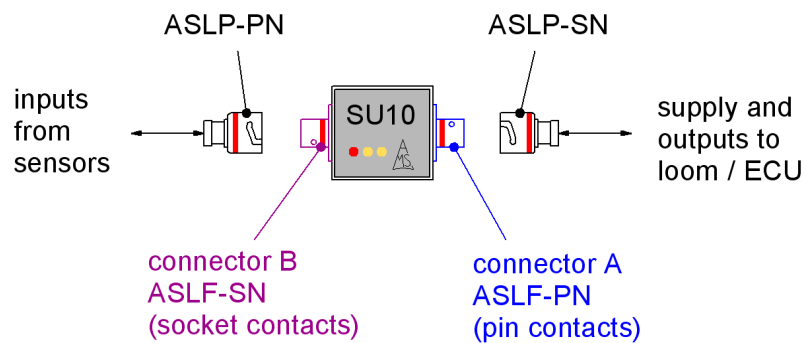 ASLP-PN
ASLP-SN
inputs
from
sensors
SU10
AMS
supply and
outputs to
loom / ECU
connector B
ASLF-SN
(socket contacts)
connector A
ASLF-PN
(pin contacts)